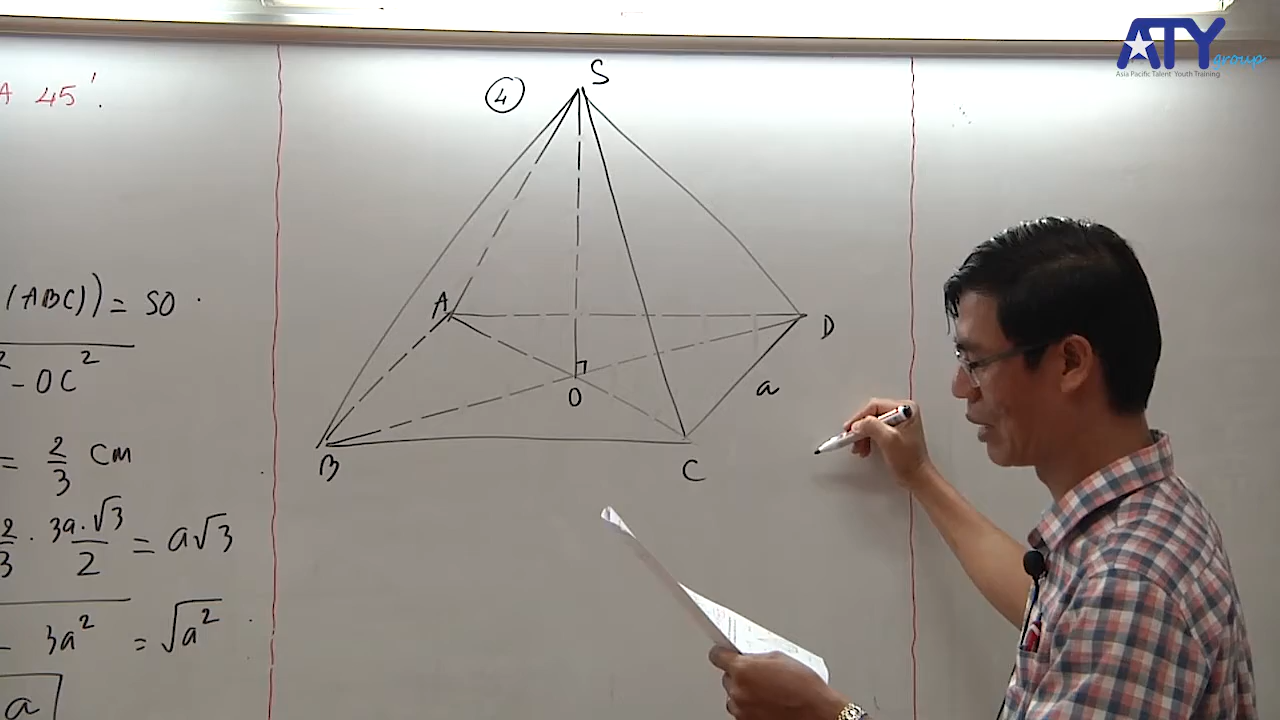 A 45'.
(ABC)) = SO.
² - OC²
= 2/3 CM
2/3 . 3a.√3/2 = a√3
- 3a² = √a².
a
④
S
A
D
O
a
B
C
ATY group
Asia Pacific Talent Youth Training